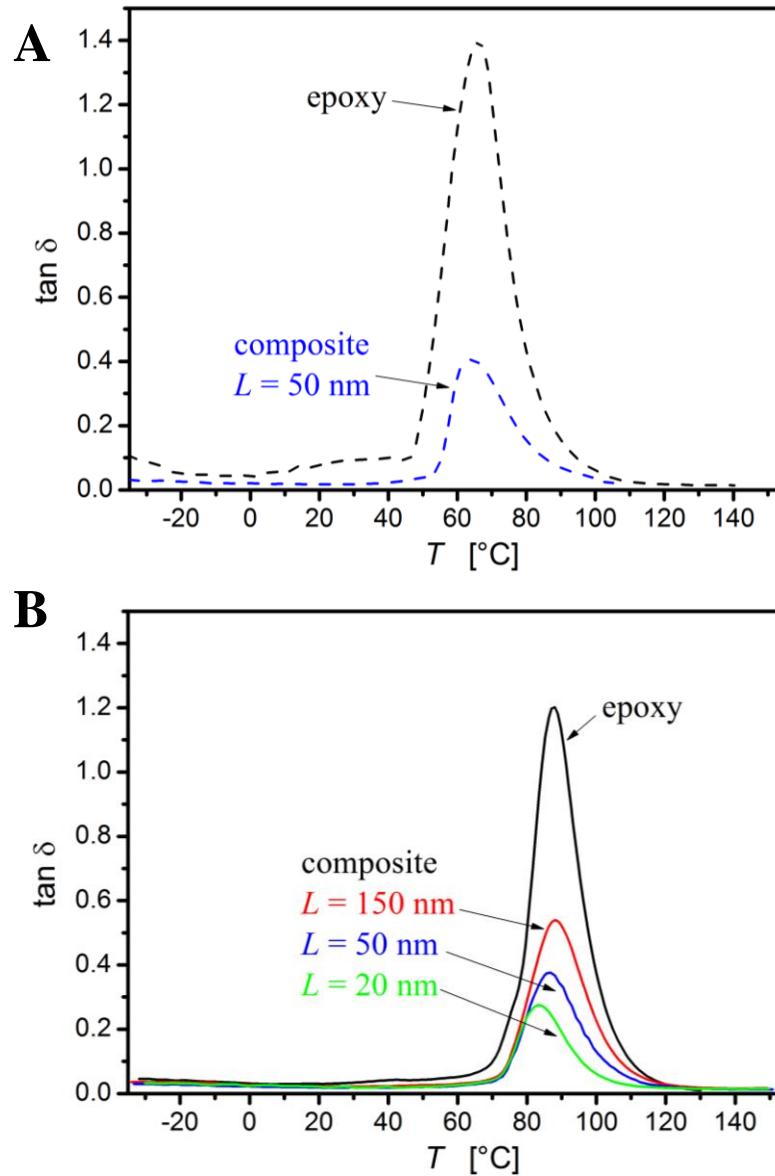 A
1.4
1.2
1.0
0.8
0.6
0.4
0.2
0.0
tan δ
epoxy
composite
L = 50 nm
-20 0 20 40 60 80 100 120 140
T [°C]
B
1.4
1.2
1.0
0.8
0.6
0.4
0.2
0.0
tan δ
epoxy
composite
L = 150 nm
L = 50 nm
L = 20 nm
-20 0 20 40 60 80 100 120 140
T [°C]